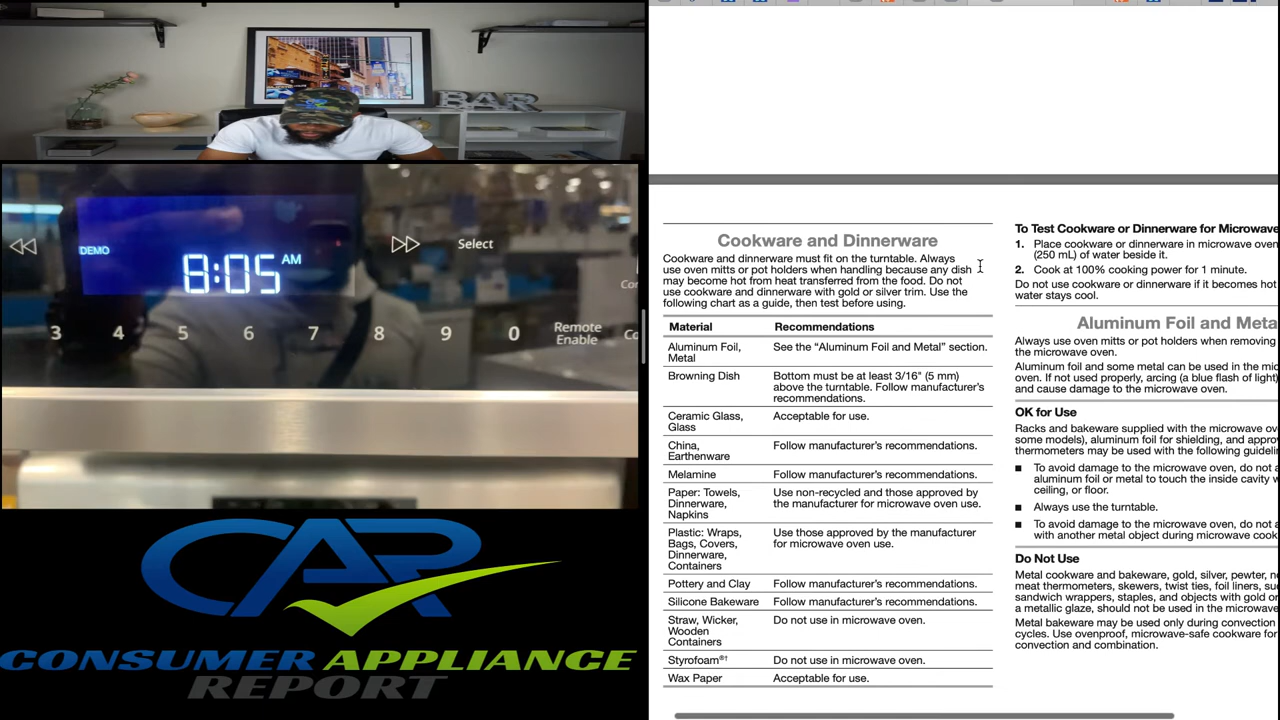 BAR
DEMO
8:05 AM
Select
3 4 5 6 7 8 9 0
Remote
Enable
CAR
CONSUMER APPLIANCE
REPORT
Cookware and Dinnerware
Cookware and dinnerware must fit on the turntable. Always
use oven mitts or pot holders when handling because any dish
may become hot from heat transferred from the food. Do not
use cookware and dinnerware with gold or silver trim. Use the
following chart as a guide, then test before using.
Material Recommendations
Aluminum Foil, See the “Aluminum Foil and Metal” section.
Metal
Browning Dish Bottom must be at least 3/16" (5 mm)
above the turntable. Follow manufacturer’s
recommendations.
Ceramic Glass, Acceptable for use.
Glass
China, Follow manufacturer’s recommendations.
Earthenware
Melamine Follow manufacturer’s recommendations.
Paper: Towels, Use non-recycled and those approved by
Dinnerware, the manufacturer for microwave oven use.
Napkins
Plastic: Wraps, Use those approved by the manufacturer
Bags, Covers, for microwave oven use.
Dinnerware,
Containers
Pottery and Clay Follow manufacturer’s recommendations.
Silicone Bakeware Follow manufacturer’s recommendations.
Straw, Wicker, Do not use in microwave oven.
Wooden
Containers
Styrofoam®† Do not use in microwave oven.
Wax Paper Acceptable for use.
To Test Cookware or Dinnerware for Microwave
1. Place cookware or dinnerware in microwave oven
(250 mL) of water beside it.
2. Cook at 100% cooking power for 1 minute.
Do not use cookware or dinnerware if it becomes hot
water stays cool.
Aluminum Foil and Meta
Always use oven mitts or pot holders when removing
the microwave oven.
Aluminum foil and some metal can be used in the mic
oven. If not used properly, arcing (a blue flash of light)
and cause damage to the microwave oven.
OK for Use
Racks and bakeware supplied with the microwave ov
some models), aluminum foil for shielding, and approv
thermometers may be used with the following guidelin
■ To avoid damage to the microwave oven, do not a
aluminum foil or metal to touch the inside cavity w
ceiling, or floor.
■ Always use the turntable.
■ To avoid damage to the microwave oven, do not a
with another metal object during microwave cook
Do Not Use
Metal cookware and bakeware, gold, silver, pewter, no
meat thermometers, skewers, twist ties, foil liners, su
sandwich wrappers, staples, and objects with gold or
a metallic glaze, should not be used in the microwave
Metal bakeware may be used only during convection
cycles. Use ovenproof, microwave-safe cookware for
convection and combination.